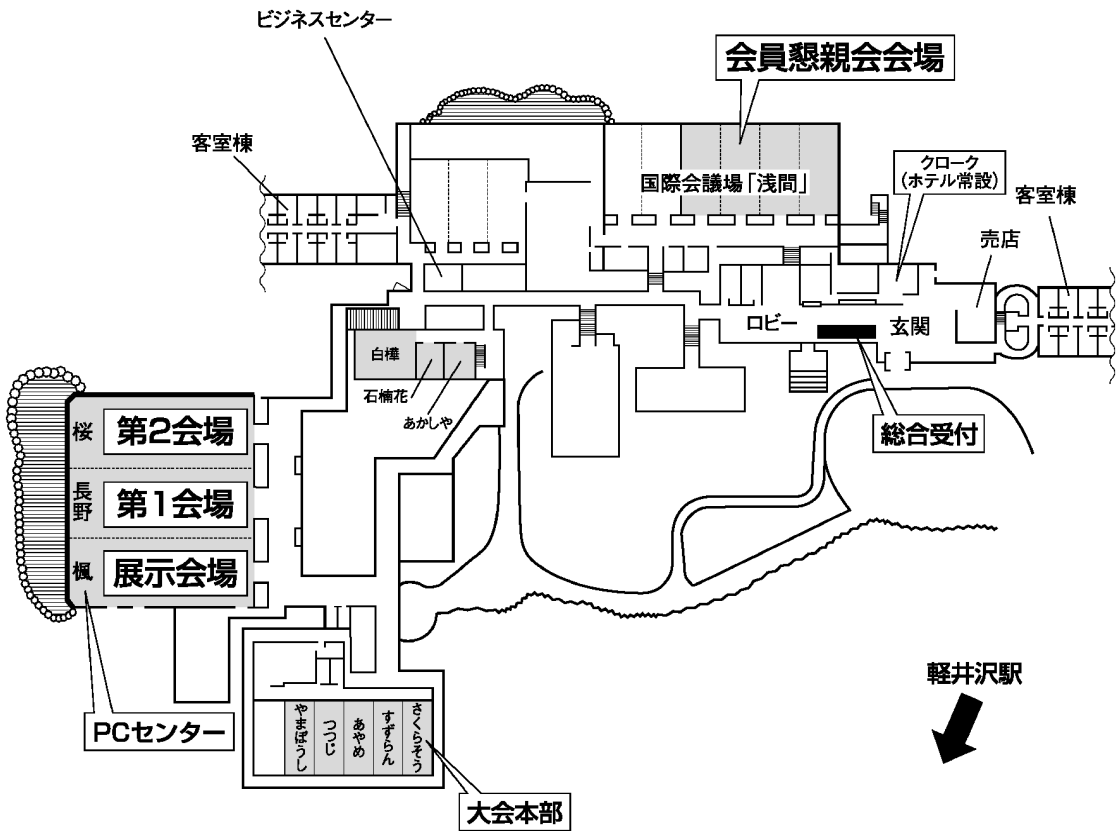 ビジネスセンター
会員懇親会会場
客室棟
国際会議場「浅間」
クローク
(ホテル常設)
客室棟
売店
ロビー
玄関
白樺
石楠花
あかしや
総合受付
桜
第2会場
長野
第1会場
楓
展示会場
PCセンター
やまぼうし
つつじ
あやめ
すずらん
さくらそう
大会本部
軽井沢駅